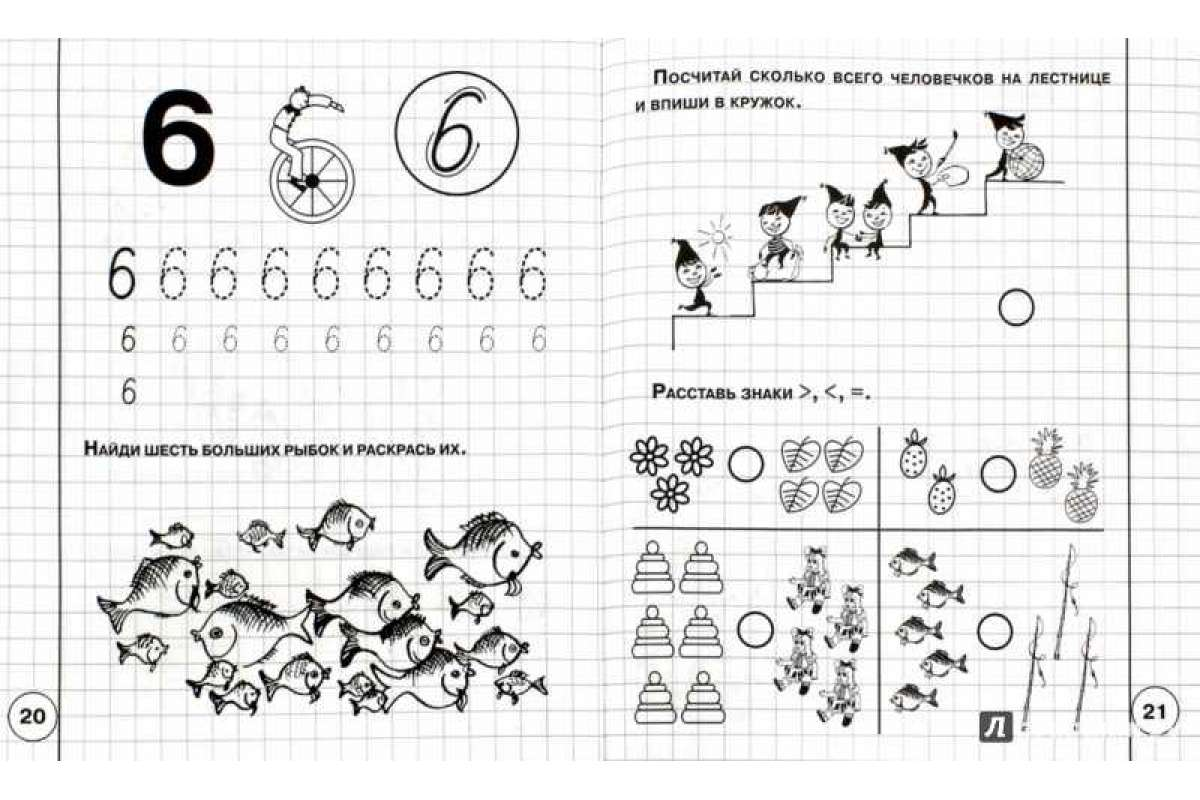 6 6
6 6 6 6 6 6 6 6 6
6 6 6 6 6 6 6 6 6
6
Найди шесть больших рыбок и раскрась их.
20
Посчитай сколько всего человечков на лестнице
и впиши в кружок.
Расставь знаки >, <, =.
21
Л